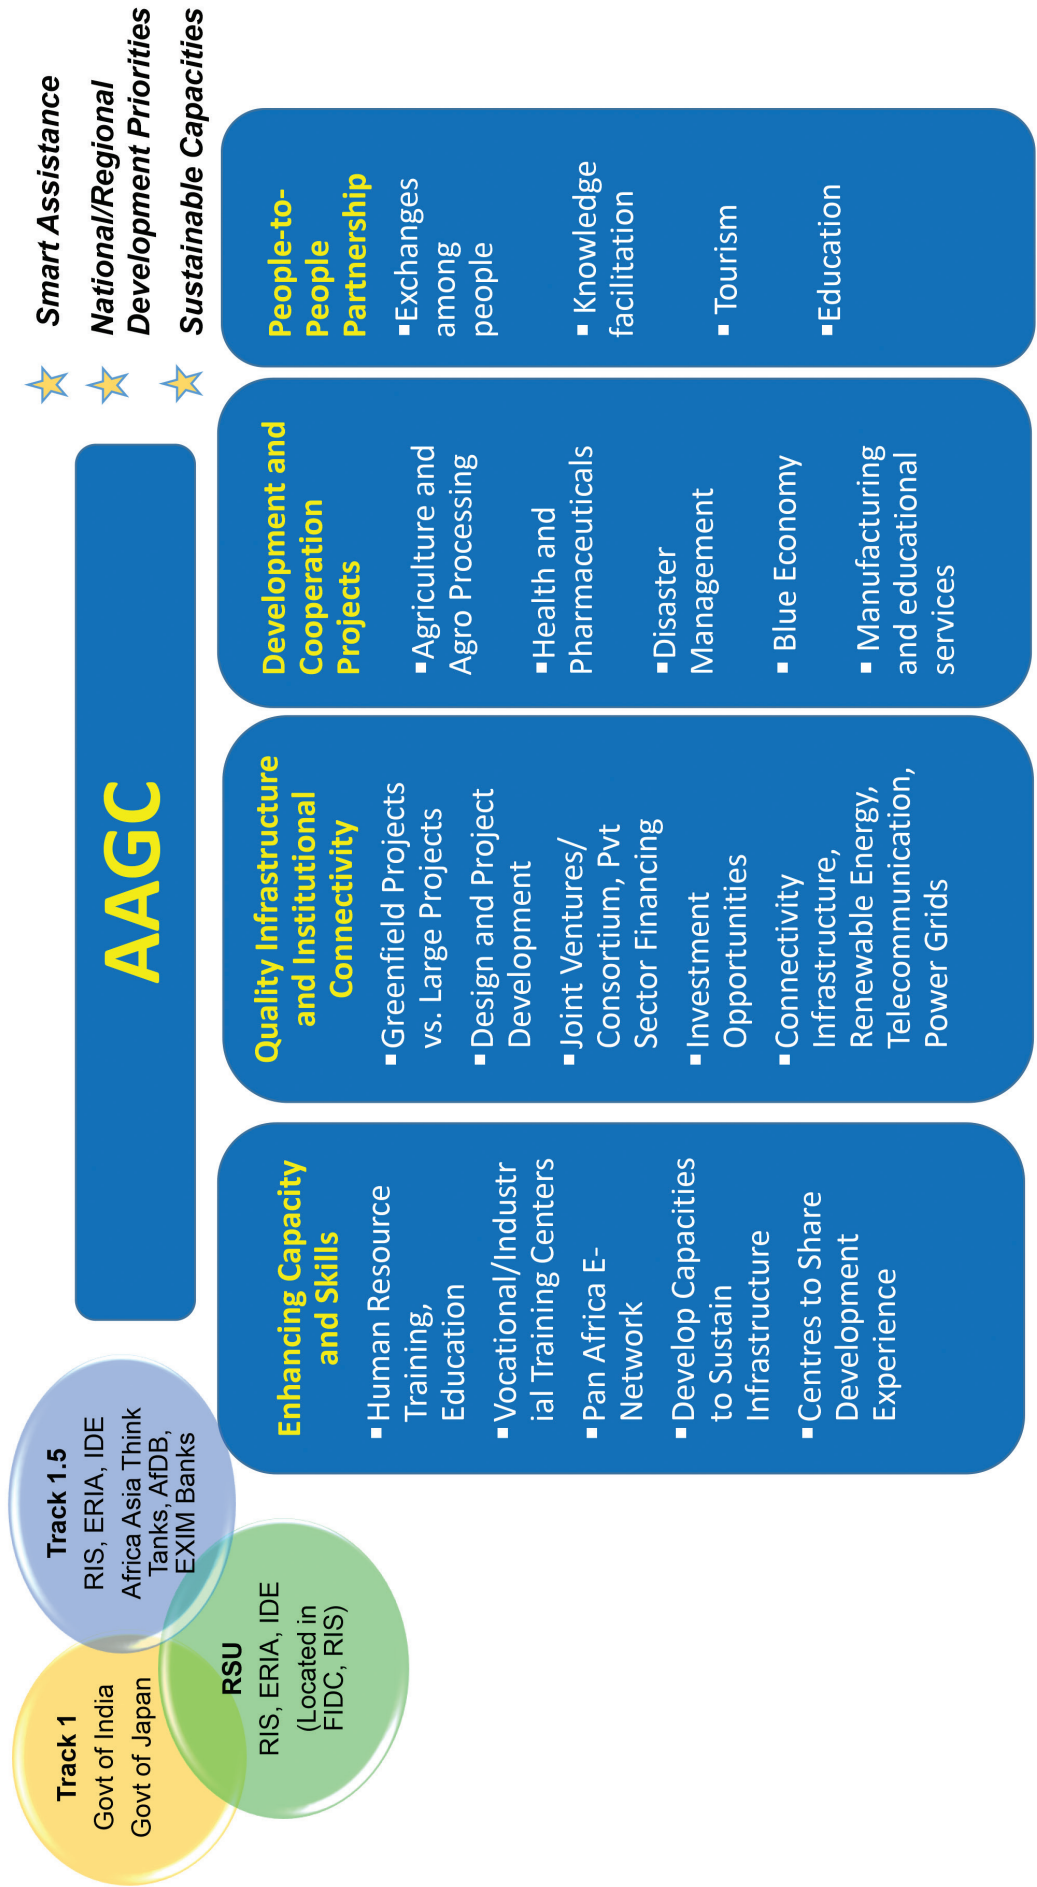 Track 1
Govt of India
Govt of Japan
Track 1.5
RIS, ERIA, IDE
Africa Asia Think
Tanks, AfDB,
EXIM Banks
RSU
RIS, ERIA, IDE
(Located in
FIDC, RIS)
AAGC
Smart Assistance
National/Regional
Development Priorities
Sustainable Capacities
Enhancing Capacity
and Skills
▪Human Resource
Training,
Education
▪Vocational/Industr
ial Training Centers
▪Pan Africa E-
Network
▪Develop Capacities
to Sustain
Infrastructure
▪Centres to Share
Development
Experience
Quality Infrastructure
and Institutional
Connectivity
▪Greenfield Projects
vs. Large Projects
▪Design and Project
Development
▪Joint Ventures/
Consortium, Pvt
Sector Financing
▪Investment
Opportunities
▪Connectivity
Infrastructure,
Renewable Energy,
Telecommunication,
Power Grids
Development and
Cooperation
Projects
▪Agriculture and
Agro Processing
▪Health and
Pharmaceuticals
▪Disaster
Management
▪ Blue Economy
▪ Manufacturing
and educational
services
People-to-
People
Partnership
▪Exchanges
among
people
▪ Knowledge
facilitation
▪ Tourism
▪Education